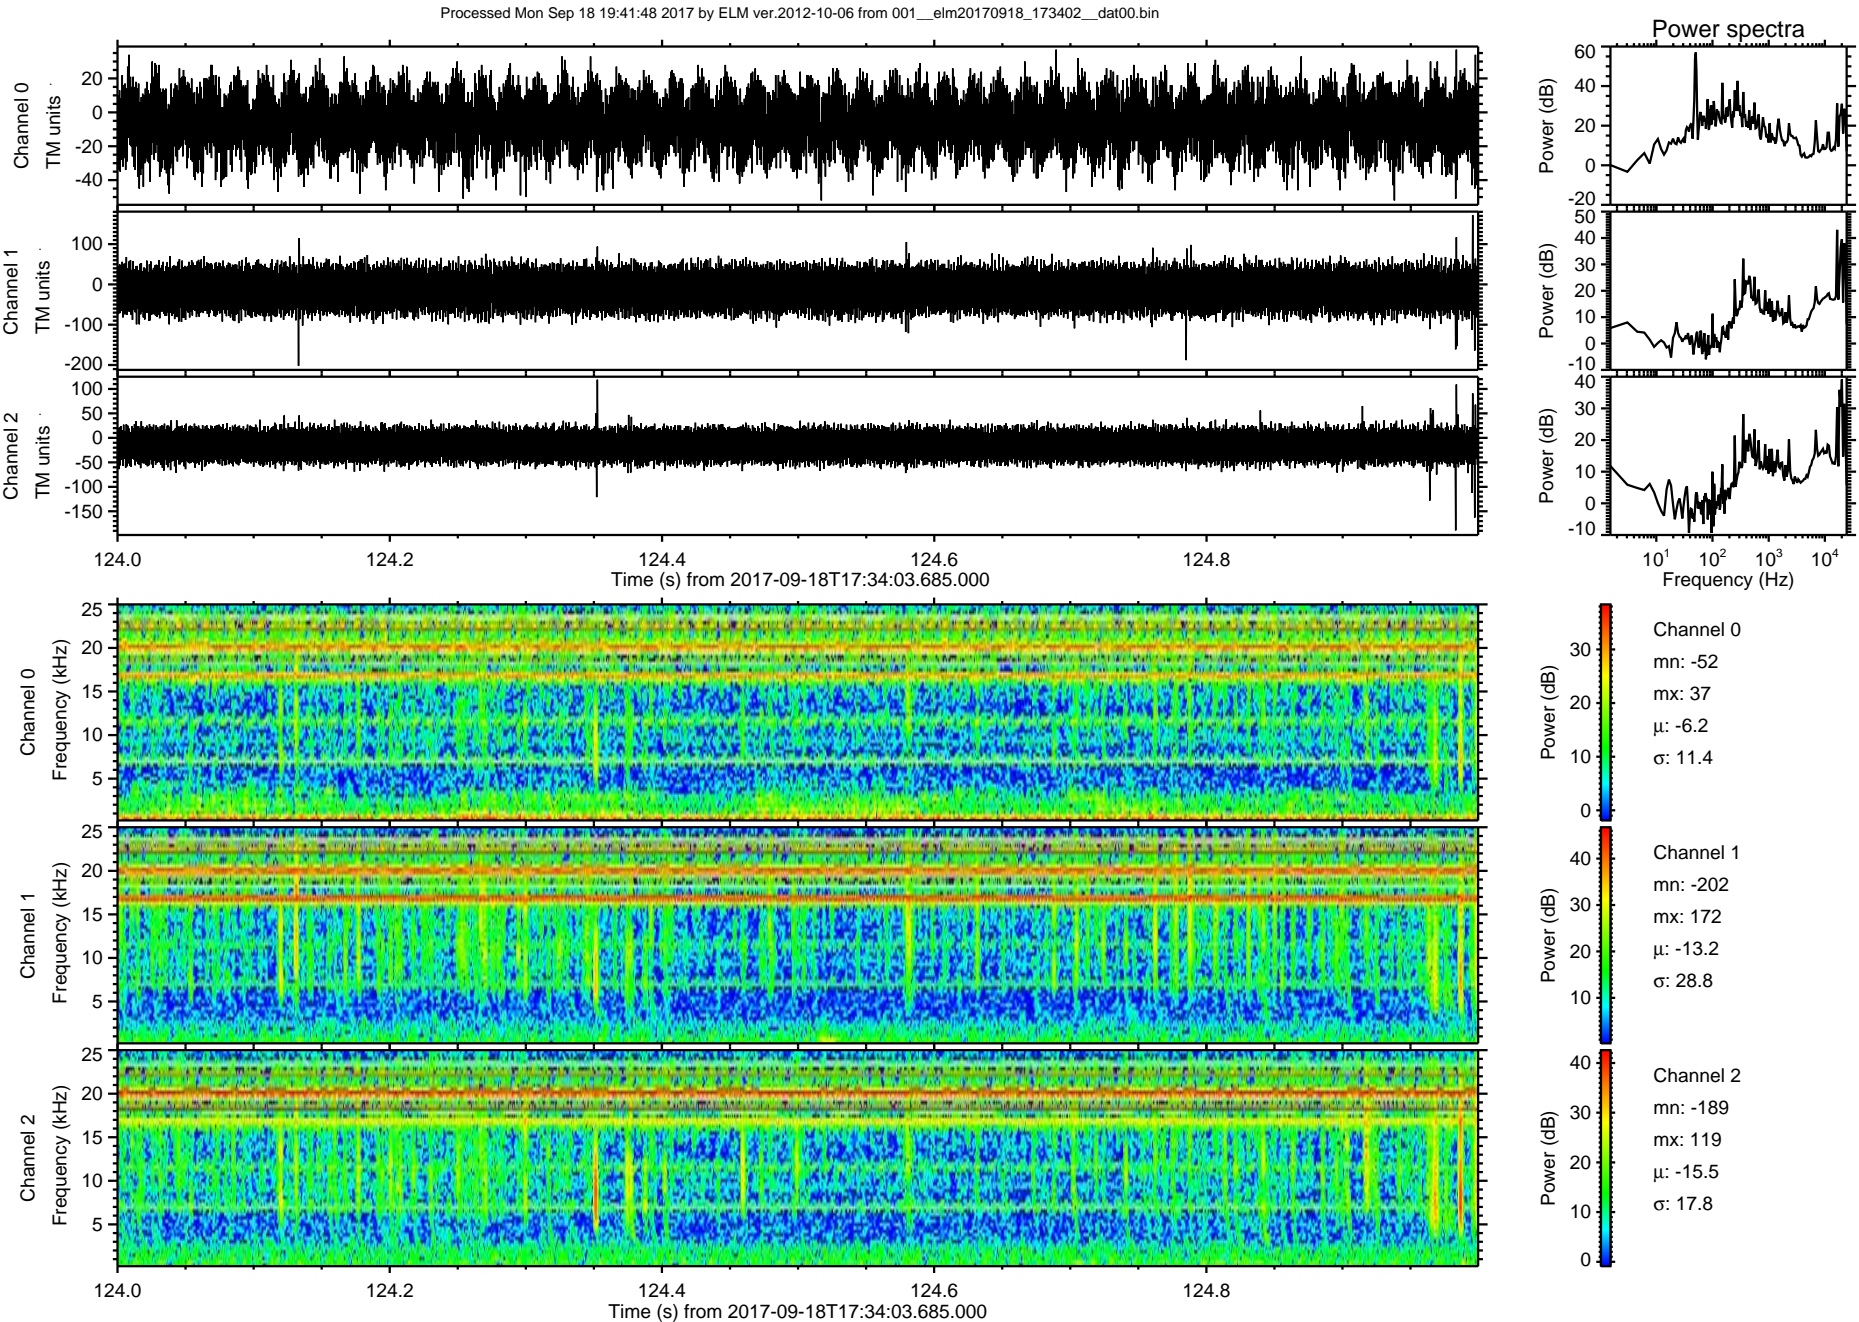 Processed Mon Sep 18 19:41:48 2017 by ELM ver.2012-10-06 from 001__elm20170918_173402__dat00.bin
Power spectra
Channel 0
TM units
20
0
-20
-40
Power (dB)
60
40
20
0
-20
Channel 1
TM units
100
0
-100
-200
Power (dB)
50
40
30
20
10
0
-10
Channel 2
TM units
100
50
0
-50
-100
-150
Power (dB)
40
30
20
10
0
-10
124.0 124.2 124.4 124.6 124.8
Time (s) from 2017-09-18T17:34:03.685.000
10¹ 10² 10³ 10⁴
Frequency (Hz)
Channel 0
Frequency (kHz)
25
20
15
10
5
Power (dB)
30
20
10
0
Channel 0
mn: -52
mx: 37
μ: -6.2
σ: 11.4
Channel 1
Frequency (kHz)
25
20
15
10
5
Power (dB)
40
30
20
10
Channel 1
mn: -202
mx: 172
μ: -13.2
σ: 28.8
Channel 2
Frequency (kHz)
25
20
15
10
5
Power (dB)
40
30
20
10
0
Channel 2
mn: -189
mx: 119
μ: -15.5
σ: 17.8
124.0 124.2 124.4 124.6 124.8
Time (s) from 2017-09-18T17:34:03.685.000